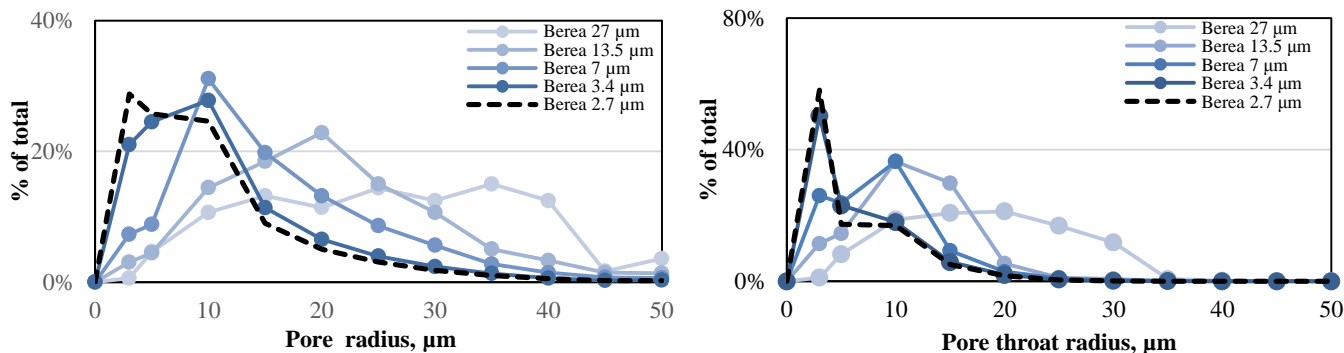 40%
20%
0%
% of total
0 10 20 30 40 50
Pore radius, µm
Berea 27 µm
Berea 13.5 µm
Berea 7 µm
Berea 3.4 µm
Berea 2.7 µm
80%
40%
0%
% of total
0 10 20 30 40 50
Pore throat radius, µm
Berea 27 µm
Berea 13.5 µm
Berea 7 µm
Berea 3.4 µm
Berea 2.7 µm